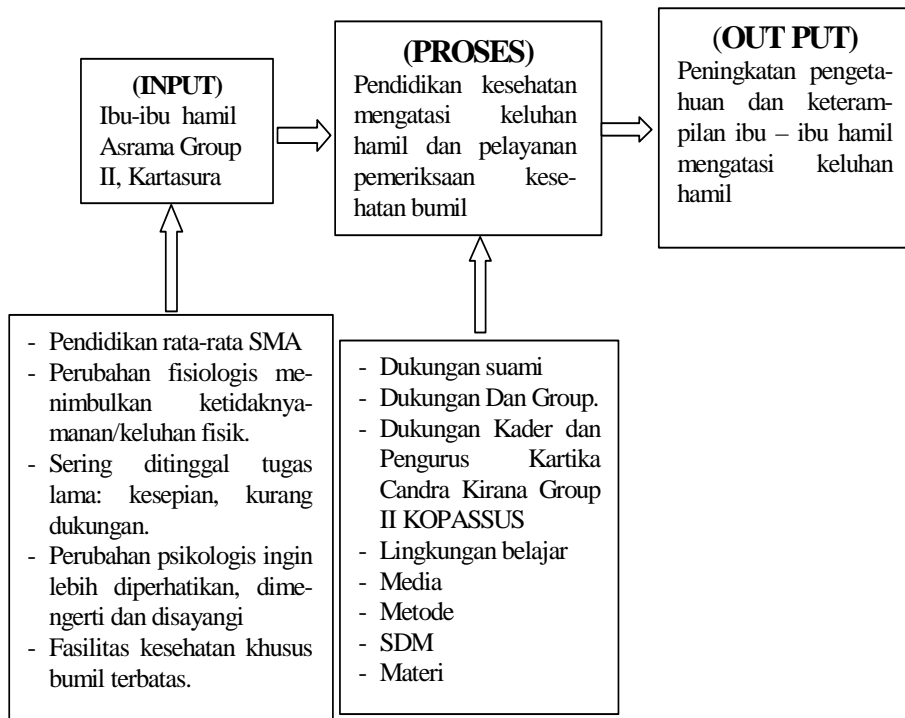 (INPUT)
Ibu-ibu hamil
Asrama Group
II, Kartasura
(PROSES)
Pendidikan kesehatan
mengatasi keluhan
hamil dan pelayanan
pemeriksaan kese-
hatan bumil
(OUT PUT)
Peningkatan pengeta-
huan dan keteram-
pilan ibu – ibu hamil
mengatasi keluhan
hamil
- Pendidikan rata-rata SMA
- Perubahan fisiologis me-
nimbulkan ketidaknya-
manan/keluhan fisik.
- Sering ditinggal tugas
lama: kesepian, kurang
dukungan.
- Perubahan psikologis ingin
lebih diperhatikan, dime-
ngerti dan disayangi
- Fasilitas kesehatan khusus
bumil terbatas.
- Dukungan suami
- Dukungan Dan Group.
- Dukungan Kader dan
Pengurus Kartika
Candra Kirana Group
II KOPASSUS
- Lingkungan belajar
- Media
- Metode
- SDM
- Materi